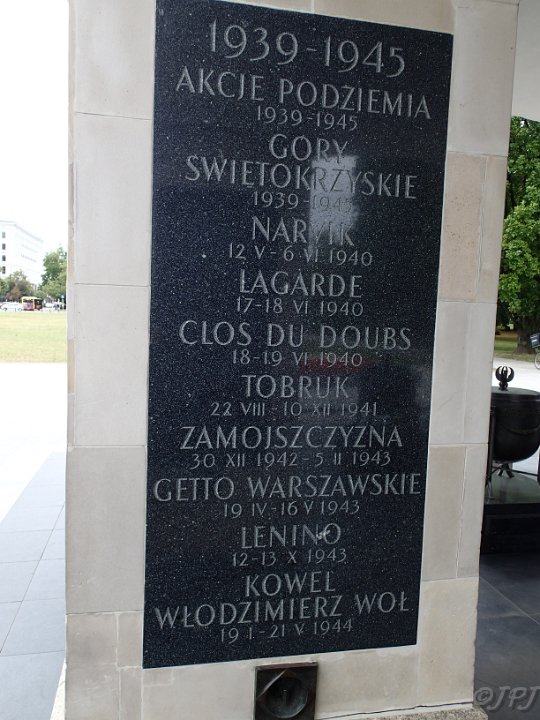 1939-1945
AKCJE PODZIEMIA
1939-1945
GÓRY
ŚWIĘTOKRZYSKIE
1939-1945
NARVIK
12 V-6 VI 1940
LAGARDE
17-18 VI 1940
CLOS DU DOUBS
18-19 VI 1940
TOBRUK
22 VIII-10 XII 1941
ZAMOJSZCZYZNA
30 XII 1942-5 II 1943
GETTO WARSZAWSKIE
19 IV-16 V 1943
LENINO
12-13 X 1943
KOWEL
WŁODZIMIERZ WOŁ
19 I-21 V 1944
©JPJ